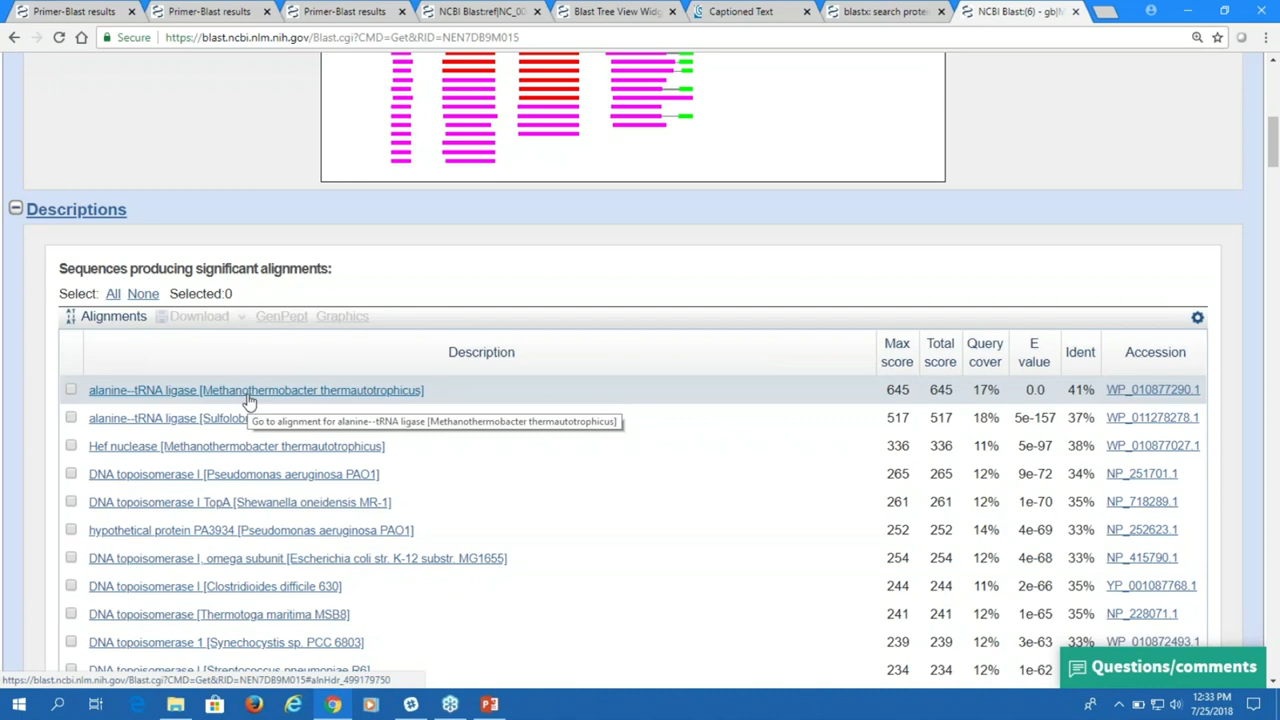 Primer-Blast results
Primer-Blast results
Primer-Blast results
NCBI Blast:ref|NC_00
Blast Tree View Widg
Captioned Text
blastx: search prote
NCBI Blast:(6) - gb|M
Secure https://blast.ncbi.nlm.nih.gov/Blast.cgi?CMD=Get&RID=NEN7DB9M015
Descriptions
Sequences producing significant alignments:
Select: All None Selected:0
Alignments Download GenPept Graphics
Description Max score Total score Query cover E value Ident Accession
alanine--tRNA ligase [Methanothermobacter thermautotrophicus] 645 645 17% 0.0 41% WP_010877290.1
alanine--tRNA ligase [Sulfolob 517 517 18% 5e-157 37% WP_011278278.1
Go to alignment for alanine--tRNA ligase [Methanothermobacter thermautotrophicus]
Hef nuclease [Methanothermobacter thermautotrophicus] 336 336 11% 5e-97 38% WP_010877027.1
DNA topoisomerase I [Pseudomonas aeruginosa PAO1] 265 265 12% 9e-72 34% NP_251701.1
DNA topoisomerase I TopA [Shewanella oneidensis MR-1] 261 261 12% 1e-70 35% NP_718289.1
hypothetical protein PA3934 [Pseudomonas aeruginosa PAO1] 252 252 14% 4e-69 33% NP_252623.1
DNA topoisomerase I, omega subunit [Escherichia coli str. K-12 substr. MG1655] 254 254 12% 4e-68 33% NP_415790.1
DNA topoisomerase I [Clostridioides difficile 630] 244 244 11% 2e-66 35% YP_001087768.1
DNA topoisomerase I [Thermotoga maritima MSB8] 241 241 12% 1e-65 35% NP_228071.1
DNA topoisomerase 1 [Synechocystis sp. PCC 6803] 239 239 12% 3e-63 33% WP_010872493.1
DNA topoisomerase I [Streptococcus pneumoniae R6] 234 234 12% 1e-62
Questions/comments
https://blast.ncbi.nlm.nih.gov/Blast.cgi?CMD=Get&RID=NEN7DB9M015#alnHdr_499179750
12:33 PM
7/25/2018